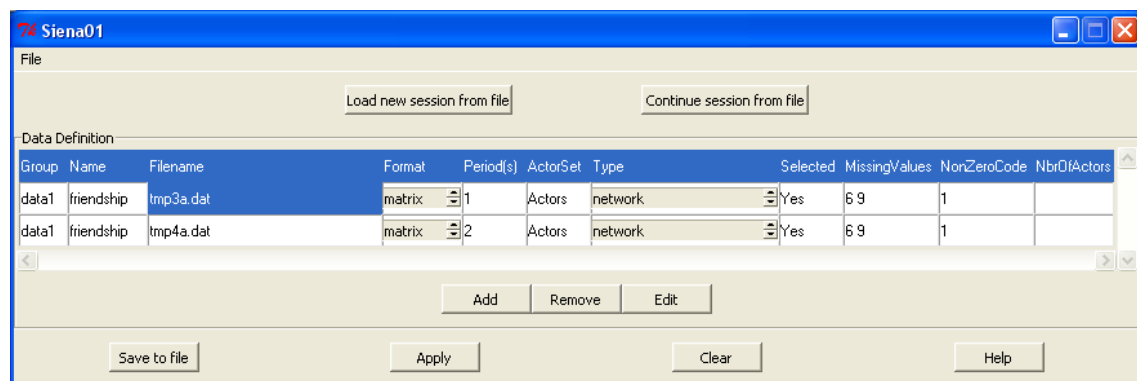 Siena01
File
Load new session from file Continue session from file
Data Definition
Group Name Filename Format Period(s) ActorSet Type Selected MissingValues NonZeroCode NbrOfActors
data1 friendship tmp3a.dat matrix 1 Actors network Yes 6 9 1
data1 friendship tmp4a.dat matrix 2 Actors network Yes 6 9 1
Add Remove Edit
Save to file Apply Clear Help